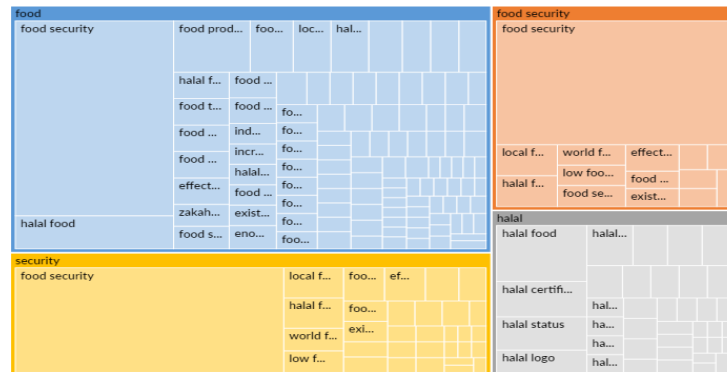 food
food security
food prod...
foo...
loc...
hal...
halal f...
food ...
food t...
food ...
fo...
food ...
ind...
fo...
food ...
incr...
fo...
halal...
fo...
effect...
food ...
fo...
zakah...
exist...
fo...
halal food
food s...
eno...
foo...
food security
food security
local f...
world f...
effect...
low foo...
food ...
halal f...
food se...
exist...
security
food security
local f...
foo...
ef...
halal f...
foo...
exi...
world f...
low f...
halal
halal food
halal...
halal certifi...
hal...
halal status
ha...
ha...
halal logo
hal...